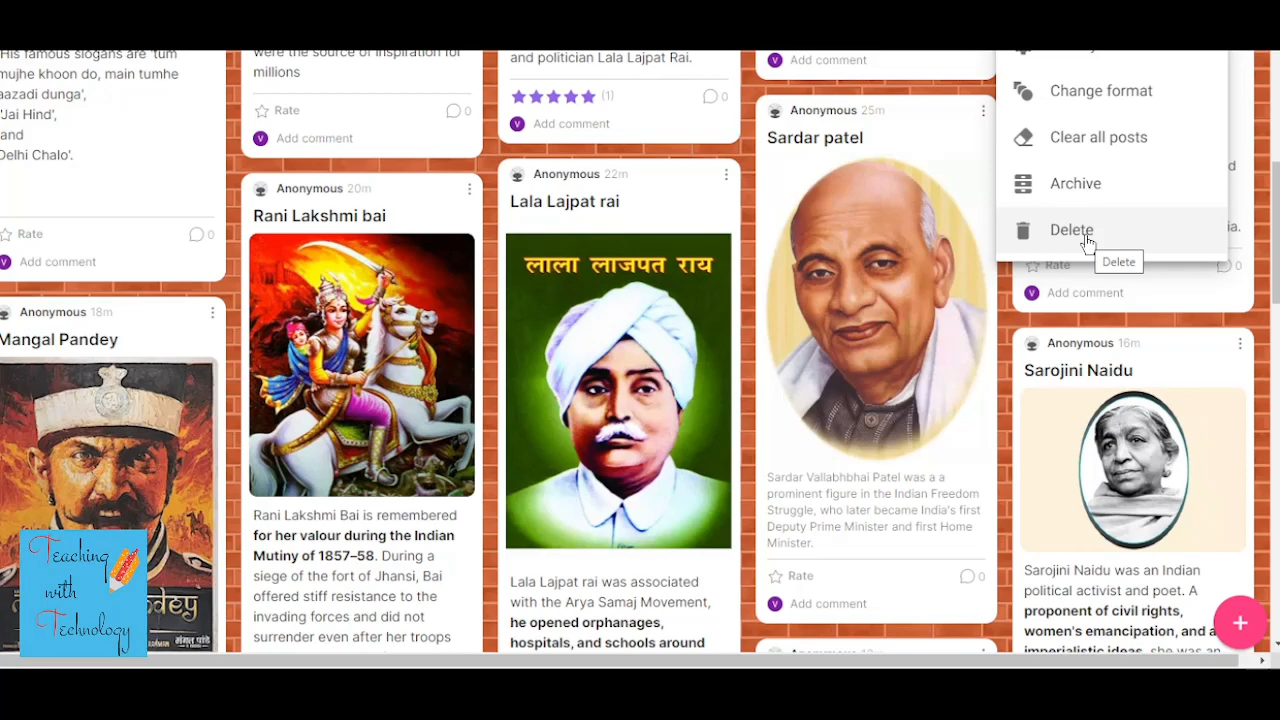 His famous slogans are 'tum
mujhe khoon do, main tumhe
aazadi dunga',
'Jai Hind',
and
Delhi Chalo'.
Rate
0
Add comment
Anonymous 18m
Mangal Pandey
Teaching
with
Technology
were the source of inspiration for
millions
Rate
0
V Add comment
Anonymous 20m
Rani Lakshmi bai
Rani Lakshmi Bai is remembered
for her valour during the Indian
Mutiny of 1857–58. During a
siege of the fort of Jhansi, Bai
offered stiff resistance to the
invading forces and did not
surrender even after her troops
and politician Lala Lajpat Rai.
(1)
0
V Add comment
Anonymous 22m
Lala Lajpat rai
लाला लाजपत राय
Lala Lajpat rai was associated
with the Arya Samaj Movement,
he opened orphanages,
hospitals, and schools around
V Add comment
Anonymous 25m
Sardar patel
Sardar Vallabhbhai Patel was a a
prominent figure in the Indian Freedom
Struggle, who later became India's first
Deputy Prime Minister and first Home
Minister.
Rate
0
V Add comment
Change format
Clear all posts
Archive
Delete
Delete
Rate
0
V Add comment
Anonymous 16m
Sarojini Naidu
Sarojini Naidu was an Indian
political activist and poet. A
proponent of civil rights,
women's emancipation, and a
imperialistic ideas, she was an